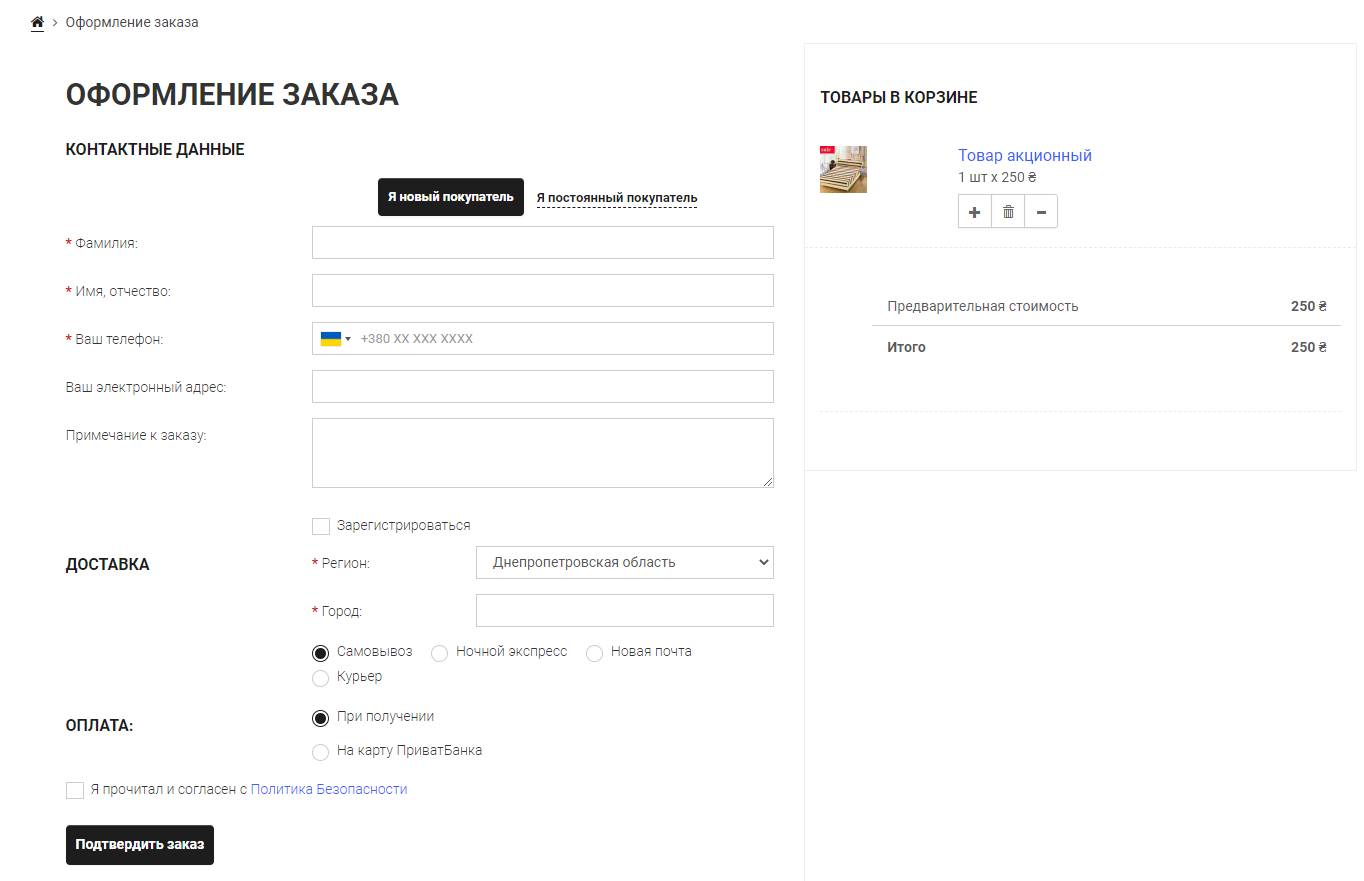 Оформление заказа
ОФОРМЛЕНИЕ ЗАКАЗА
КОНТАКТНЫЕ ДАННЫЕ
Я новый покупатель Я постоянный покупатель
* Фамилия:
* Имя, отчество:
* Ваш телефон: +380 XX XXX XXXX
Ваш электронный адрес:
Примечание к заказу:
Зарегистрироваться
ДОСТАВКА
* Регион: Днепропетровская область
* Город:
Самовывоз Ночной экспресс Новая почта
Курьер
ОПЛАТА:
При получении
На карту ПриватБанка
Я прочитал и согласен с Политика Безопасности
Подтвердить заказ
ТОВАРЫ В КОРЗИНЕ
Товар акционный
1 шт x 250 ₴
Предварительная стоимость 250 ₴
Итого 250 ₴